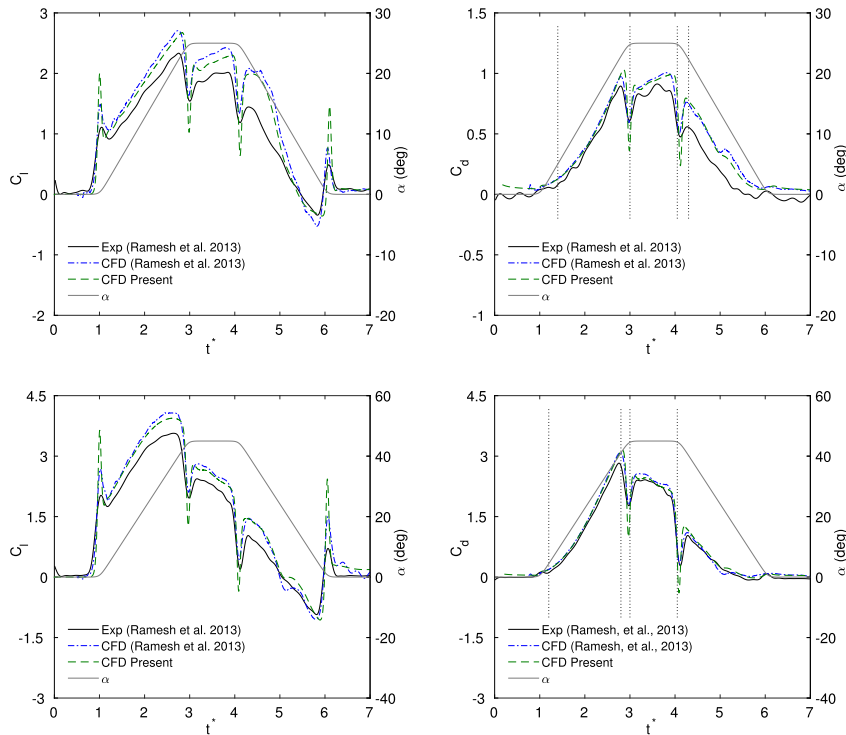 3
2
1
0
-1
-2
C_l
30
20
10
0
-10
-20
α (deg)
Exp (Ramesh et al. 2013)
CFD (Ramesh et al. 2013)
CFD Present
α
0 1 2 3 4 5 6 7
t*
1.5
1
0.5
0
-0.5
-1
C_d
30
20
10
0
-10
-20
α (deg)
Exp (Ramesh et al. 2013)
CFD (Ramesh et al. 2013)
CFD Present
α
0 1 2 3 4 5 6 7
t*
4.5
3
1.5
0
-1.5
-3
C_l
60
40
20
0
-20
-40
α (deg)
Exp (Ramesh et al. 2013)
CFD (Ramesh et al. 2013)
CFD Present
α
0 1 2 3 4 5 6 7
t*
4.5
3
1.5
0
-1.5
-3
C_d
60
40
20
0
-20
-40
α (deg)
Exp (Ramesh, et al., 2013)
CFD (Ramesh, et al., 2013)
CFD Present
α
0 1 2 3 4 5 6 7
t*